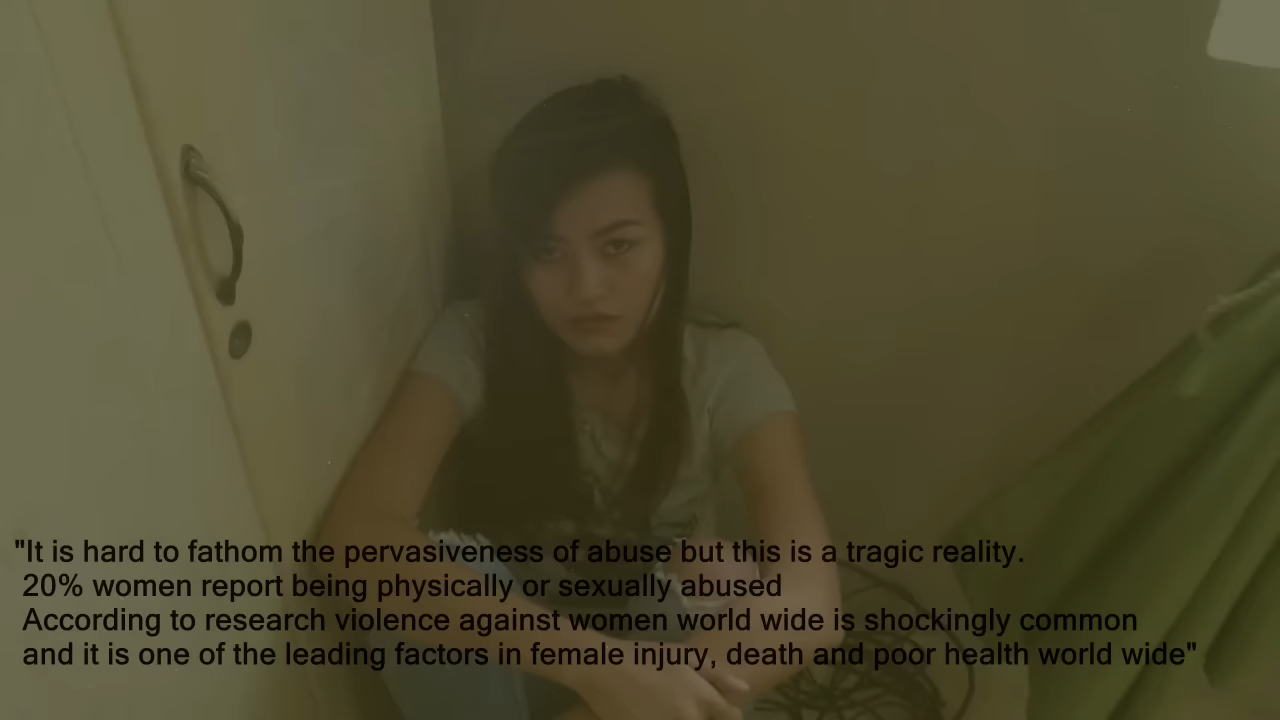 "It is hard to fathom the pervasiveness of abuse but this is a tragic reality.
20% women report being physically or sexually abused
According to research violence against women world wide is shockingly common
and it is one of the leading factors in female injury, death and poor health world wide"